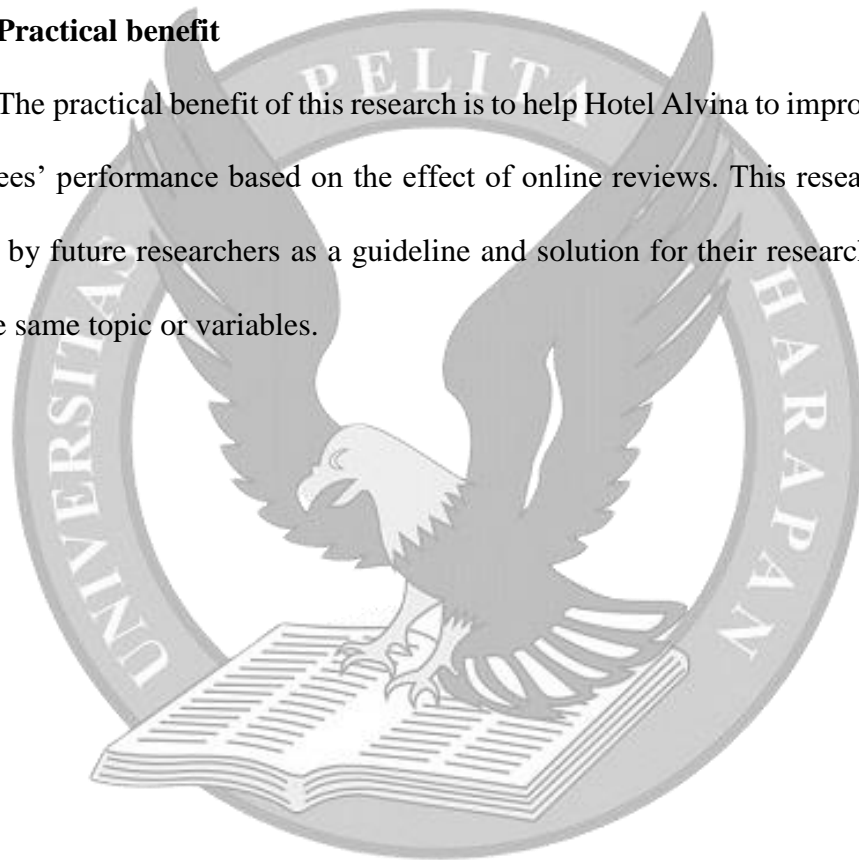 Practical benefit
The practical benefit of this research is to help Hotel Alvina to impro
ees’ performance based on the effect of online reviews. This resea
by future researchers as a guideline and solution for their research
e same topic or variables.
UNIVERSITAS PELITA HARAPAN